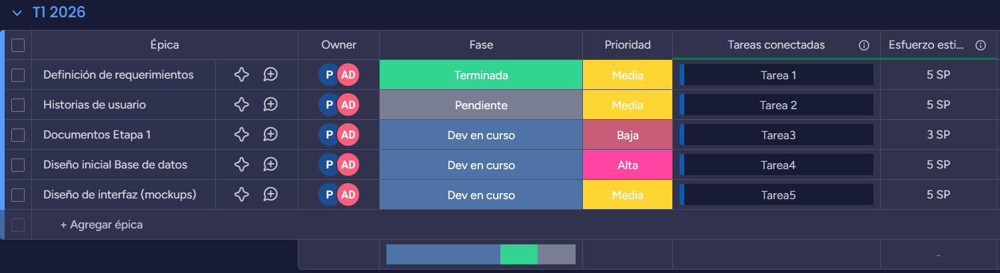 T1 2026
Épica Owner Fase Prioridad Tareas conectadas Esfuerzo esti...
Definición de requerimientos P AD Terminada Media Tarea 1 5 SP
Historias de usuario P AD Pendiente Media Tarea 2 5 SP
Documentos Etapa 1 P AD Dev en curso Baja Tarea3 3 SP
Diseño inicial Base de datos P AD Dev en curso Alta Tarea4 5 SP
Diseño de interfaz (mockups) P AD Dev en curso Media Tarea5 5 SP
+ Agregar épica
-